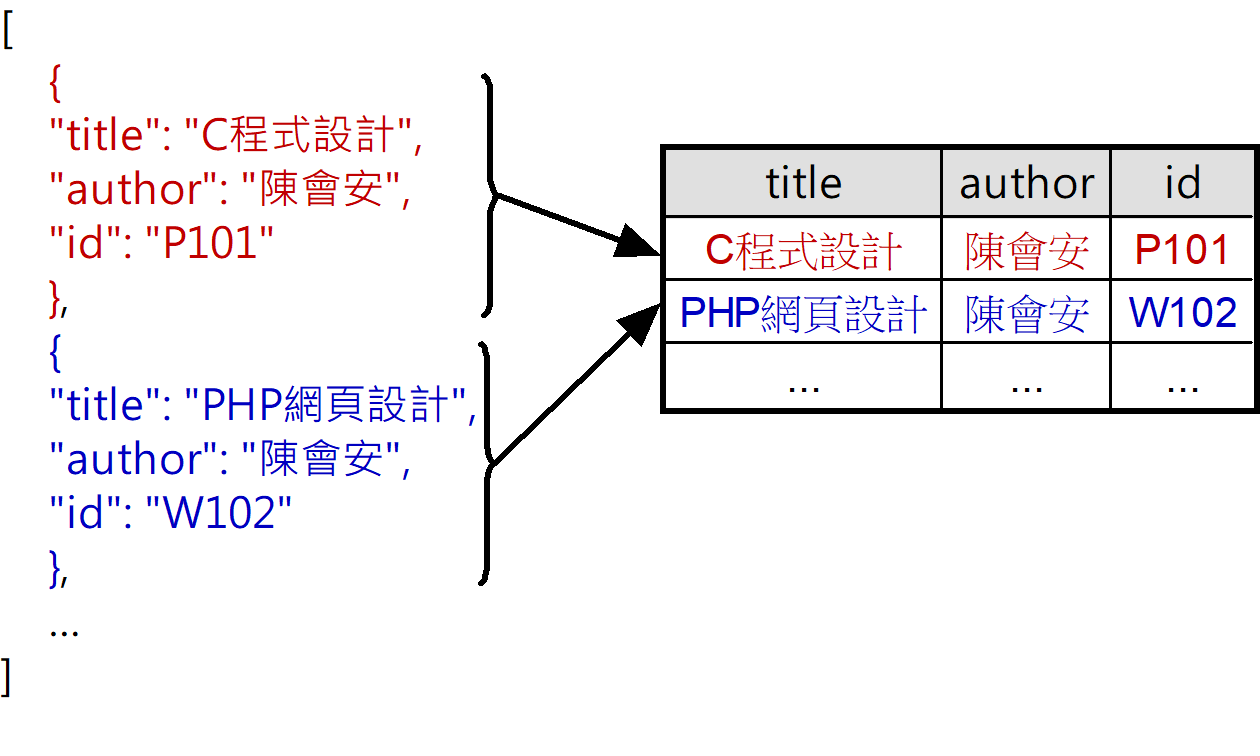 [
{
"title": "C程式設計",
"author": "陳會安",
"id": "P101"
},
{
"title": "PHP網頁設計",
"author": "陳會安",
"id": "W102"
},
...
]
title author id
C程式設計 陳會安 P101
PHP網頁設計 陳會安 W102
... ... ...